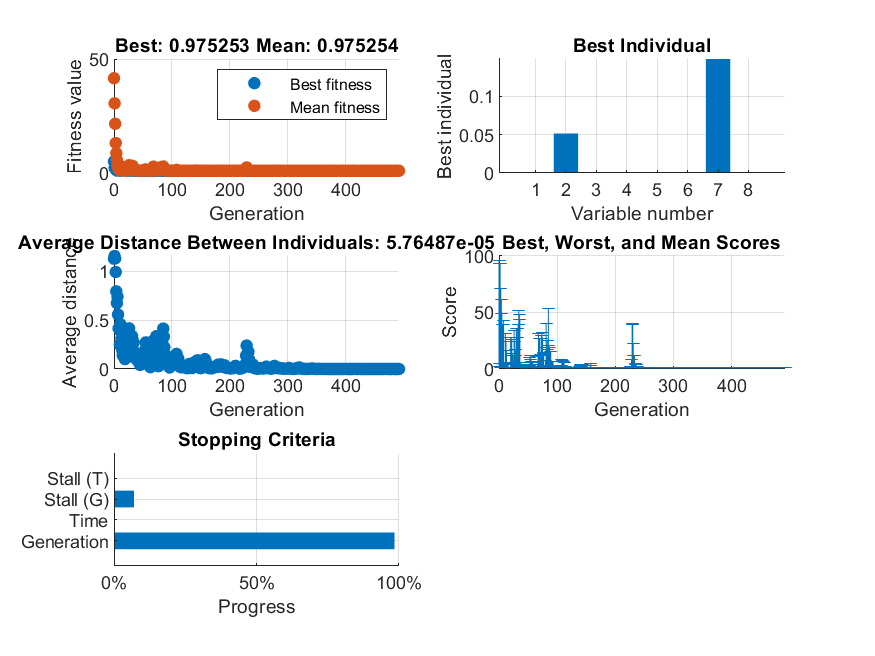 Best: 0.975253 Mean: 0.975254
Fitness value
50
0
Best fitness
Mean fitness
0 100 200 300 400
Generation
Best Individual
Best individual
0.1
0.05
0
1 2 3 4 5 6 7 8
Variable number
Average Distance Between Individuals: 5.76487e-05
Average distance
1
0.5
0
0 100 200 300 400
Generation
Best, Worst, and Mean Scores
Score
100
50
0
0 100 200 300 400
Generation
Stopping Criteria
Stall (T)
Stall (G)
Time
Generation
0% 50% 100%
Progress